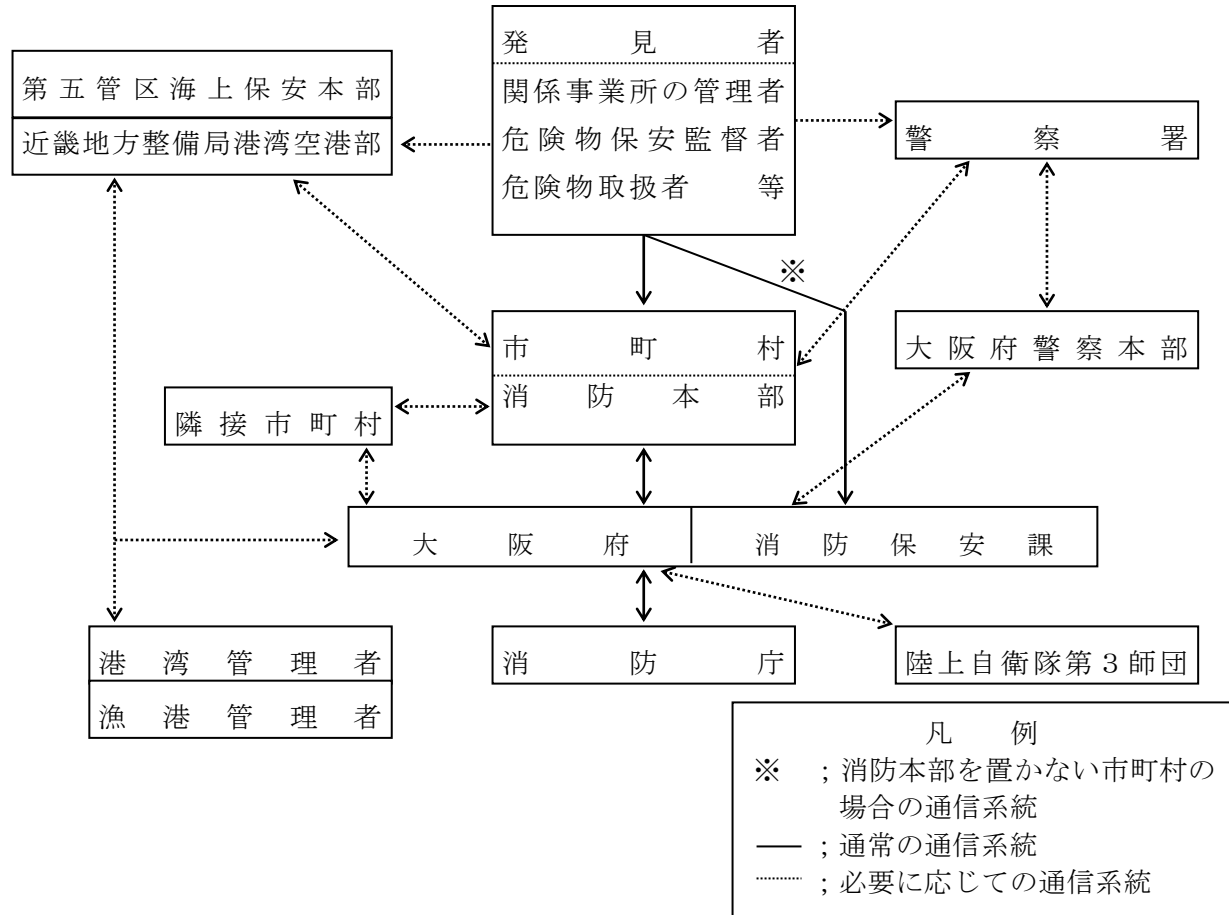 発見者
関係事業所の管理者
危険物保安監督者
危険物取扱者 等
第五管区海上保安本部
近畿地方整備局港湾空港部
警察署
※
市町村
消防本部
大阪府警察本部
隣接市町村
大阪府
消防保安課
港湾管理者
漁港管理者
消防庁
陸上自衛隊第3師団
凡 例
※ ;消防本部を置かない市町村の
場合の通信系統
;通常の通信系統
;必要に応じての通信系統